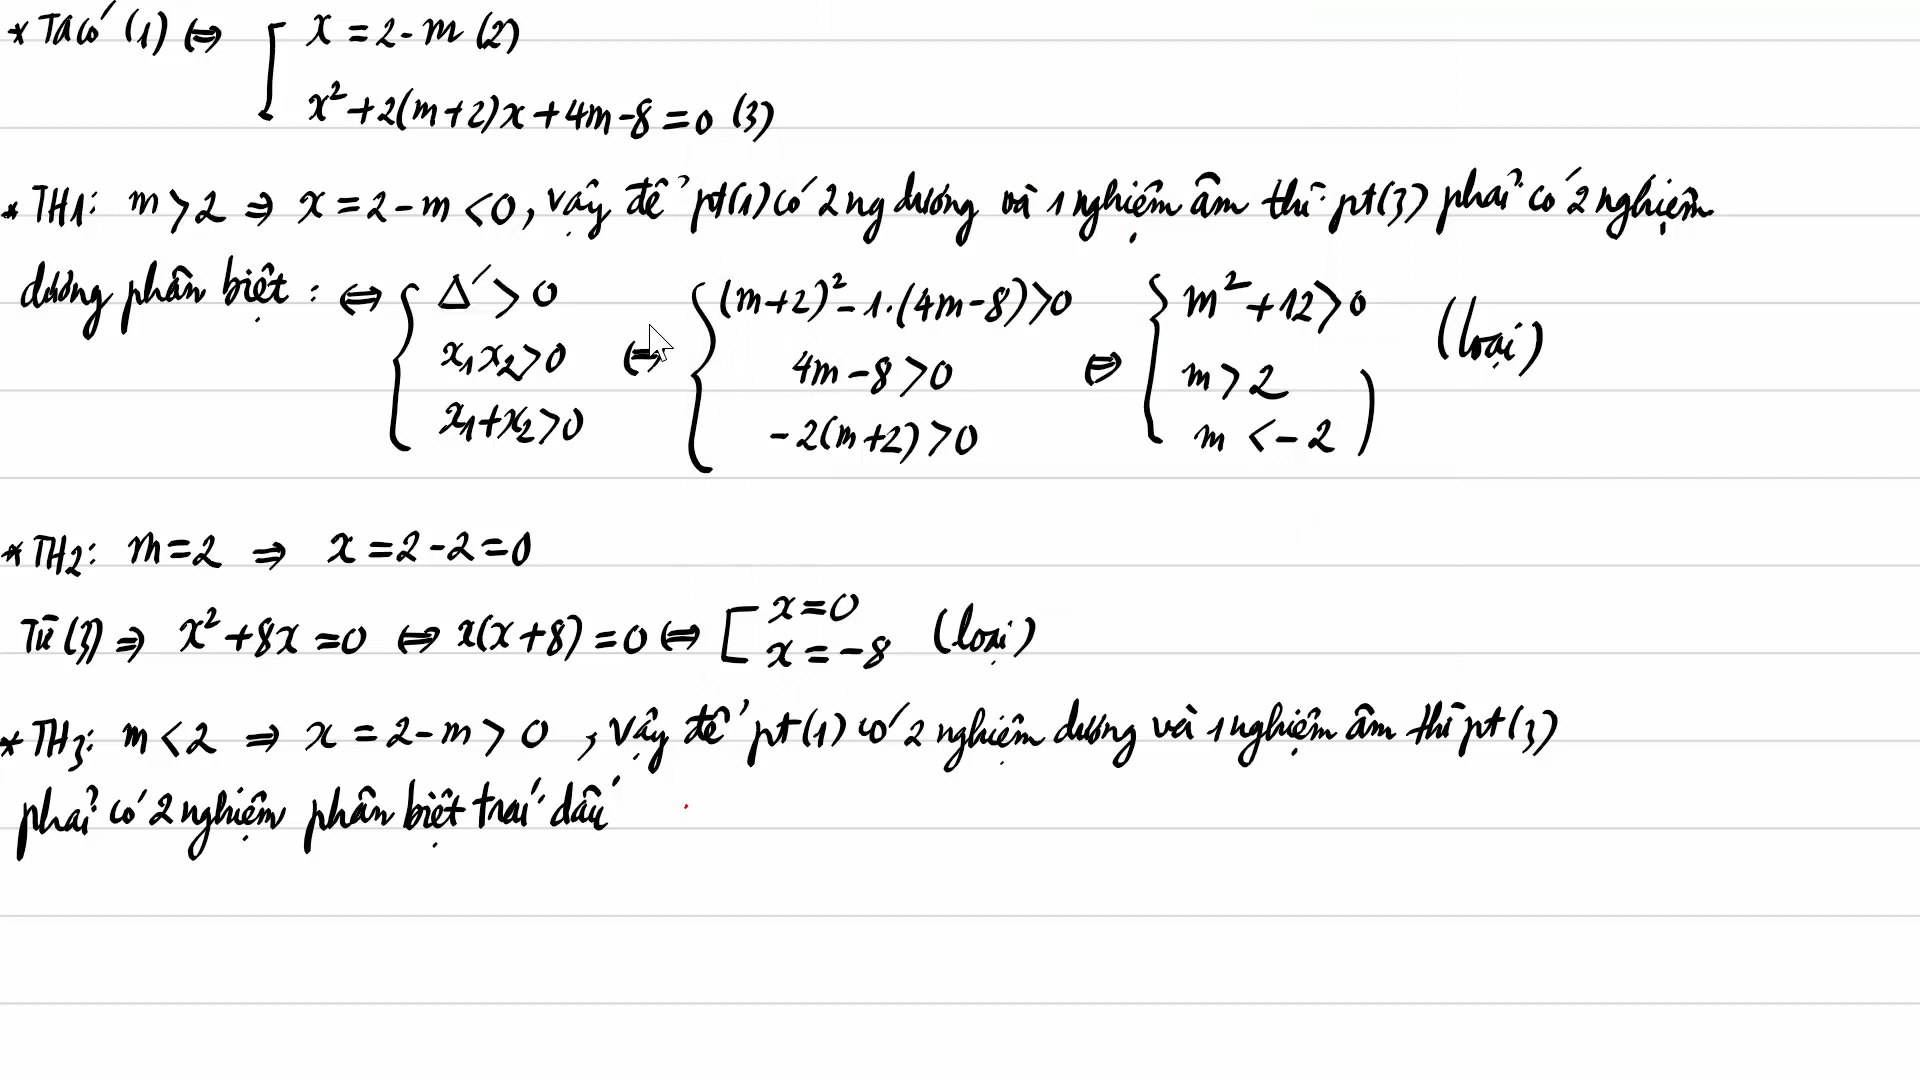 * Ta có (1) ⇔ [ x = 2 - m (2)
x² + 2(m+2)x + 4m - 8 = 0 (3)
* TH1: m > 2 ⇒ x = 2 - m < 0, vậy để pt(1) có 2 ng dương và 1 nghiệm âm thì pt(3) phải có 2 nghiệm
dương phân biệt: ⇔ { Δ' > 0 ⇔ { (m+2)² - 1.(4m-8) > 0 ⇔ { m² + 12 > 0 (loại)
x₁x₂ > 0 4m - 8 > 0 m > 2
x₁ + x₂ > 0 -2(m+2) > 0 m < -2 )
* TH2: m = 2 ⇒ x = 2 - 2 = 0
Từ (3) ⇒ x² + 8x = 0 ⇔ x(x+8) = 0 ⇔ [ x = 0
x = -8 (loại)
* TH3: m < 2 ⇒ x = 2 - m > 0, vậy để pt(1) có 2 nghiệm dương và 1 nghiệm âm thì pt(3)
phải có 2 nghiệm phân biệt trái dấu